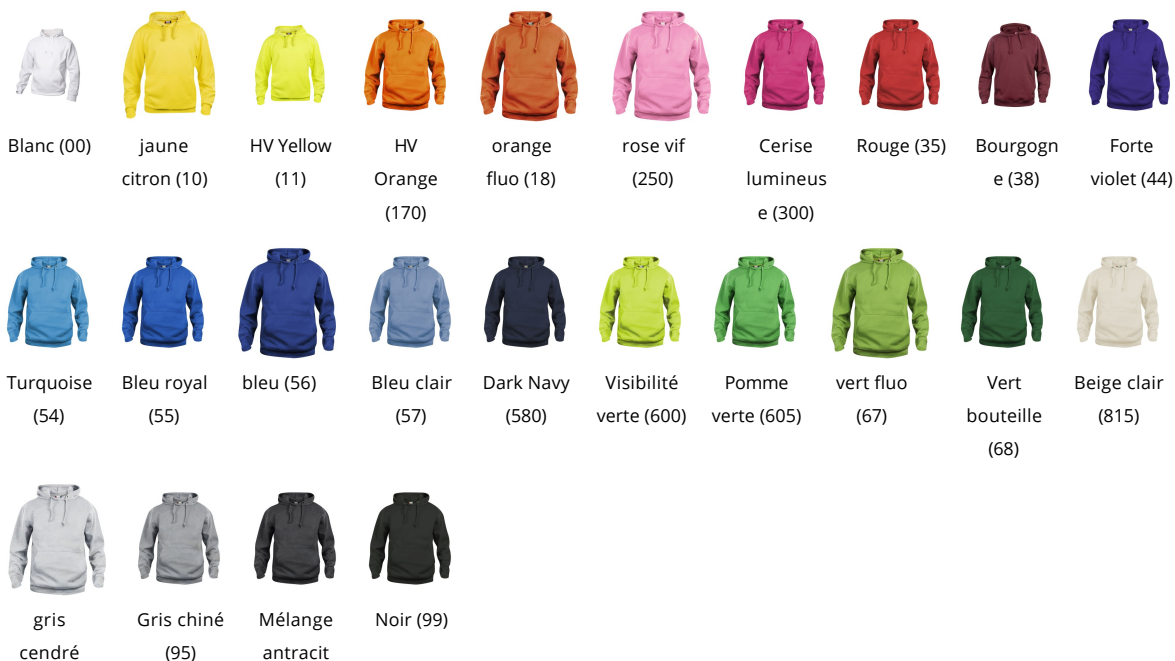 Blanc (00)
jaune
citron (10)
HV Yellow
(11)
HV
Orange
(170)
orange
fluo (18)
rose vif
(250)
Cerise
lumineus
e (300)
Rouge (35)
Bourgogn
e (38)
Forte
violet (44)
Turquoise
(54)
Bleu royal
(55)
bleu (56)
Bleu clair
(57)
Dark Navy
(580)
Visibilité
verte (600)
Pomme
verte (605)
vert fluo
(67)
Vert
bouteille
(68)
Beige clair
(815)
gris
cendré
Gris chiné
(95)
Mélange
antracit
Noir (99)